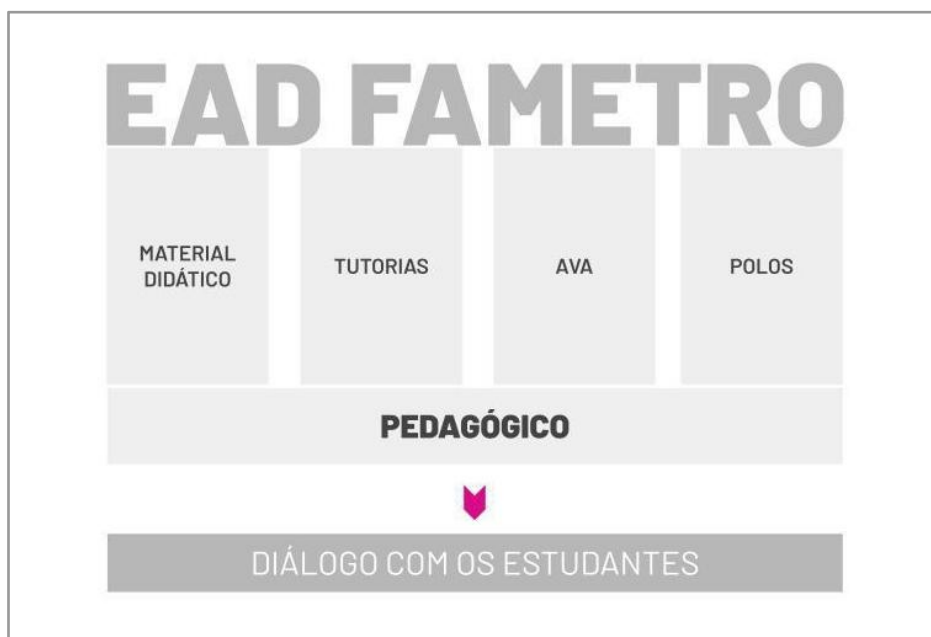 EAD FAMETRO
MATERIAL
DIDÁTICO
TUTORIAS
AVA
POLOS
PEDAGÓGICO
DIÁLOGO COM OS ESTUDANTES